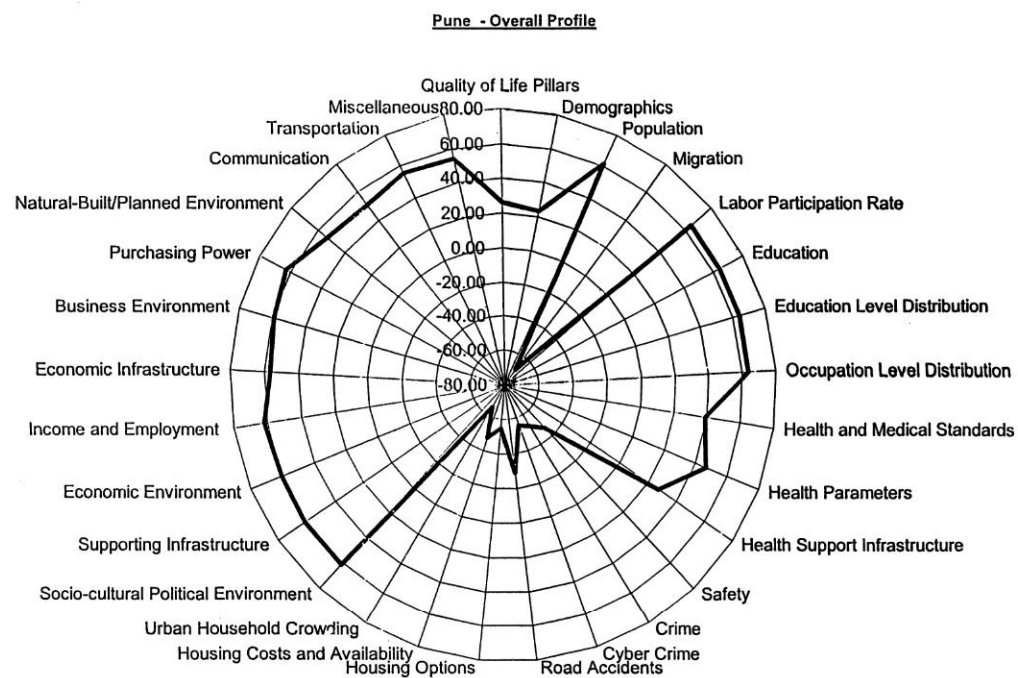 Pune - Overall Profile
Quality of Life Pillars
Demographics
Population
Migration
Labor Participation Rate
Education
Education Level Distribution
Occupation Level Distribution
Health and Medical Standards
Health Parameters
Health Support Infrastructure
Safety
Crime
Cyber Crime
Road Accidents
Housing Options
Housing Costs and Availability
Urban Household Crowding
Socio-cultural Political Environment
Supporting Infrastructure
Economic Environment
Income and Employment
Economic Infrastructure
Business Environment
Purchasing Power
Natural-Built/Planned Environment
Communication
Transportation
Miscellaneous
80.00
60.00
40.00
20.00
0.00
-20.00
-40.00
-60.00
-80.00